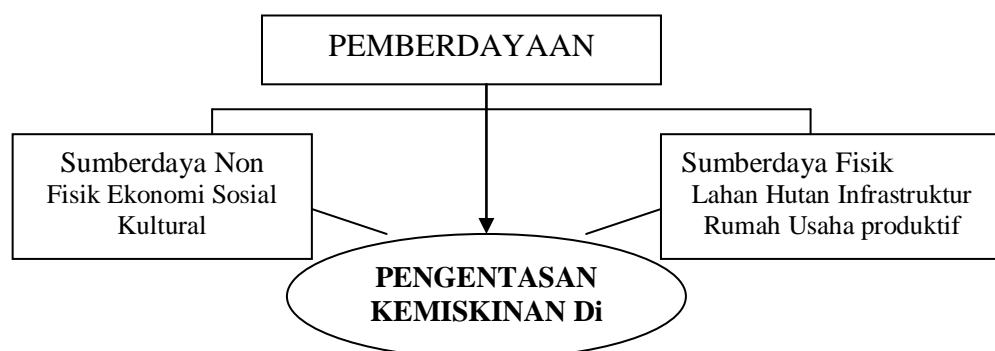 PEMBERDAYAAN
Sumberdaya Non
Fisik Ekonomi Sosial
Kultural
Sumberdaya Fisik
Lahan Hutan Infrastruktur
Rumah Usaha produktif
PENGENTASAN
KEMISKINAN Di